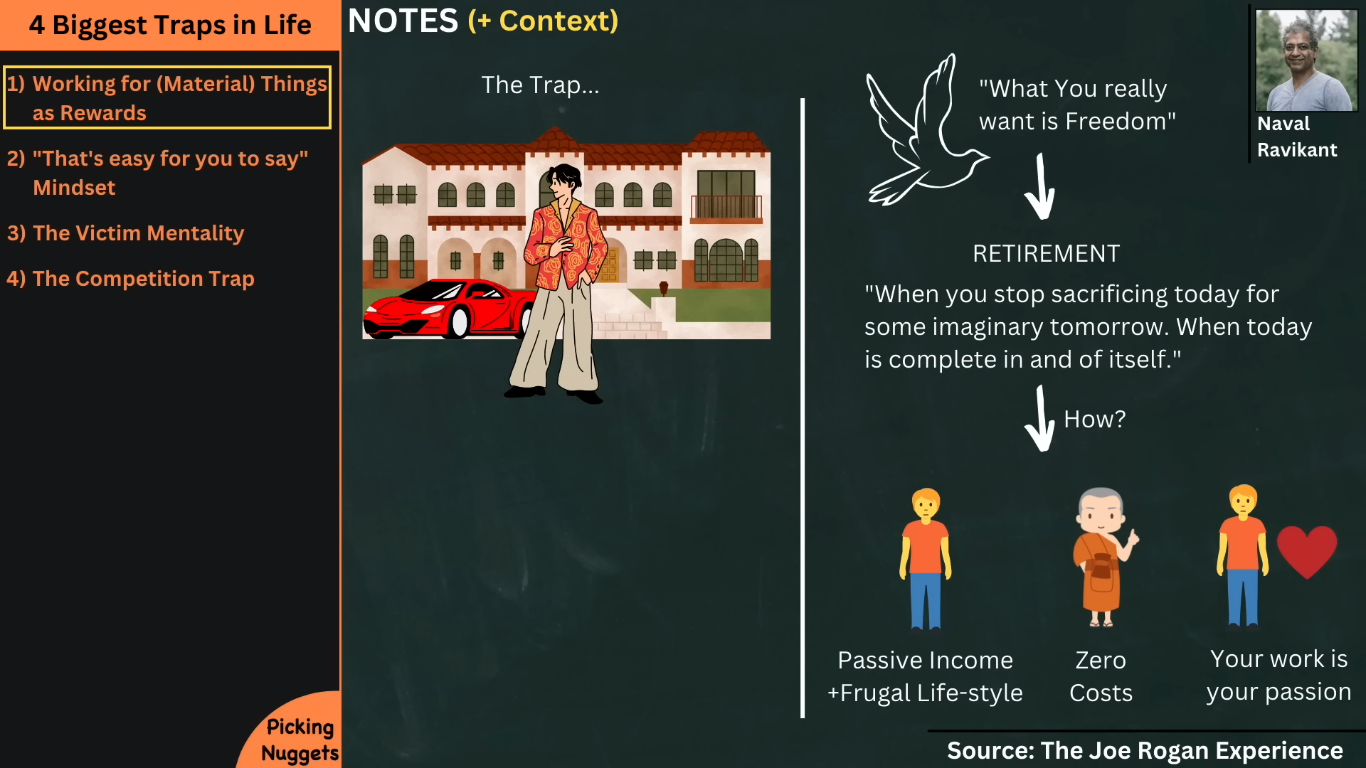 4 Biggest Traps in Life
1) Working for (Material) Things
as Rewards
2) "That's easy for you to say"
Mindset
3) The Victim Mentality
4) The Competition Trap
Picking
Nuggets
NOTES (+ Context)
The Trap...
"What You really
want is Freedom"
Naval
Ravikant
RETIREMENT
"When you stop sacrificing today for
some imaginary tomorrow. When today
is complete in and of itself."
How?
Passive Income
+Frugal Life-style
Zero
Costs
Your work is
your passion
Source: The Joe Rogan Experience